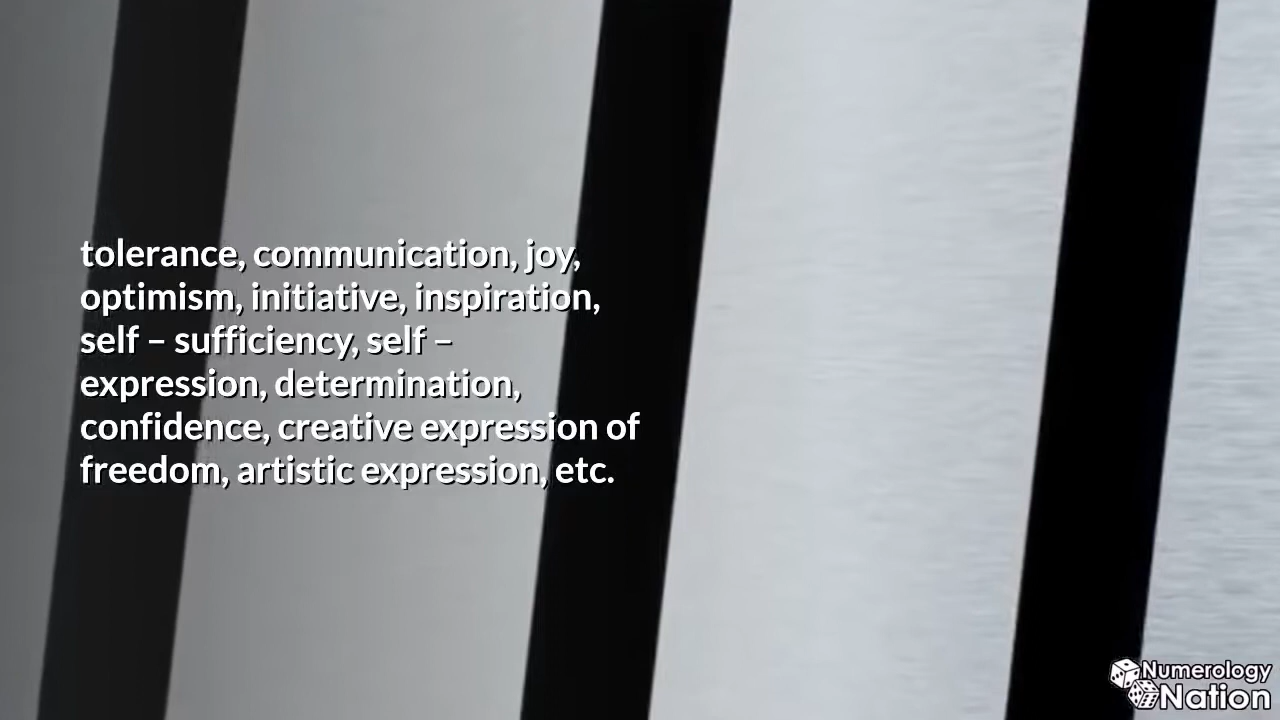 tolerance, communication, joy,
optimism, initiative, inspiration,
self – sufficiency, self –
expression, determination,
confidence, creative expression of
freedom, artistic expression, etc.
Numerology
Nation